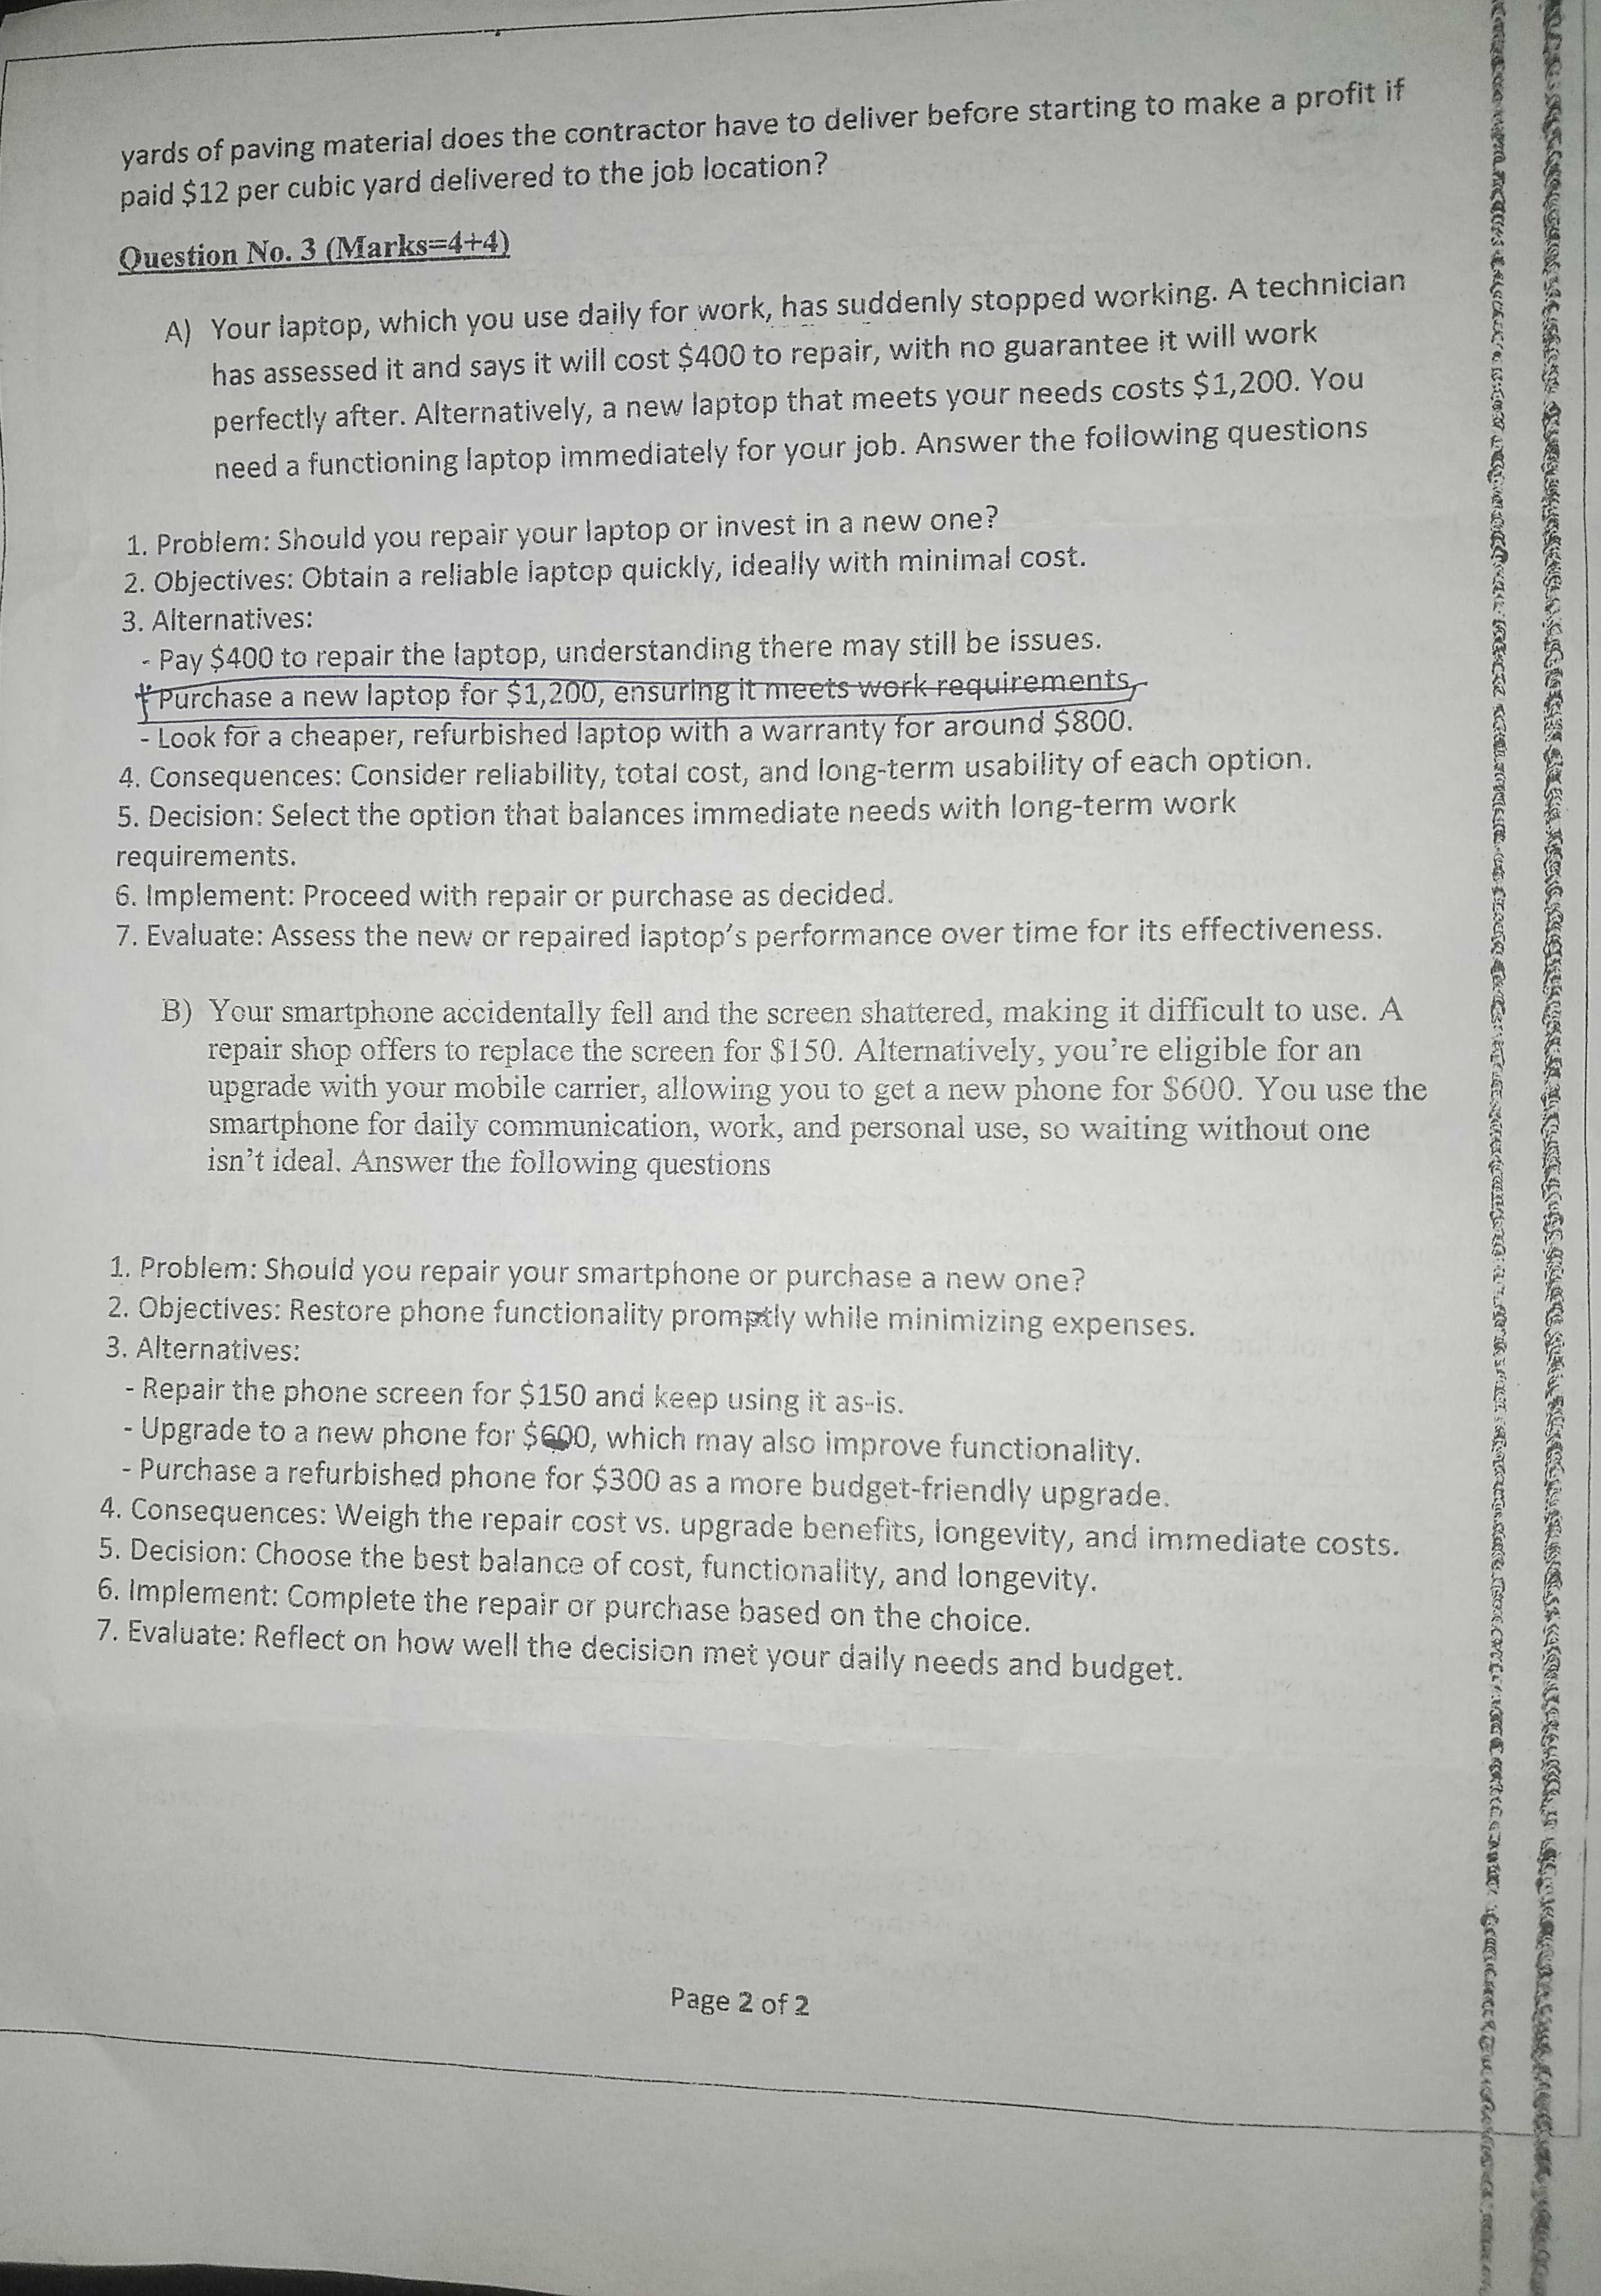 yards of paving material does the contractor have to deliver before starting to make a profit if
paid $12 per cubic yard delivered to the job location?
Question No. 3 (Marks=4+4)
A) Your laptop, which you use daily for work, has suddenly stopped working. A technician
has assessed it and says it will cost $400 to repair, with no guarantee it will work
perfectly after. Alternatively, a new laptop that meets your needs costs $1,200. You
need a functioning laptop immediately for your job. Answer the following questions
1. Problem: Should you repair your laptop or invest in a new one?
2. Objectives: Obtain a reliable laptop quickly, ideally with minimal cost.
3. Alternatives:
- Pay $400 to repair the laptop, understanding there may still be issues.
- Purchase a new laptop for $1,200, ensuring it meets work requirements.
- Look for a cheaper, refurbished laptop with a warranty for around $800.
4. Consequences: Consider reliability, total cost, and long-term usability of each option.
5. Decision: Select the option that balances immediate needs with long-term work
requirements.
6. Implement: Proceed with repair or purchase as decided.
7. Evaluate: Assess the new or repaired laptop's performance over time for its effectiveness.
B) Your smartphone accidentally fell and the screen shattered, making it difficult to use. A
repair shop offers to replace the screen for $150. Alternatively, you're eligible for an
upgrade with your mobile carrier, allowing you to get a new phone for $600. You use the
smartphone for daily communication, work, and personal use, so waiting without one
isn't ideal. Answer the following questions
1. Problem: Should you repair your smartphone or purchase a new one?
2. Objectives: Restore phone functionality promptly while minimizing expenses.
3. Alternatives:
- Repair the phone screen for $150 and keep using it as-is.
- Upgrade to a new phone for $600, which may also improve functionality.
- Purchase a refurbished phone for $300 as a more budget-friendly upgrade.
4. Consequences: Weigh the repair cost vs. upgrade benefits, longevity, and immediate costs.
5. Decision: Choose the best balance of cost, functionality, and longevity.
6. Implement: Complete the repair or purchase based on the choice.
7. Evaluate: Reflect on how well the decision met your daily needs and budget.
Page 2 of 2